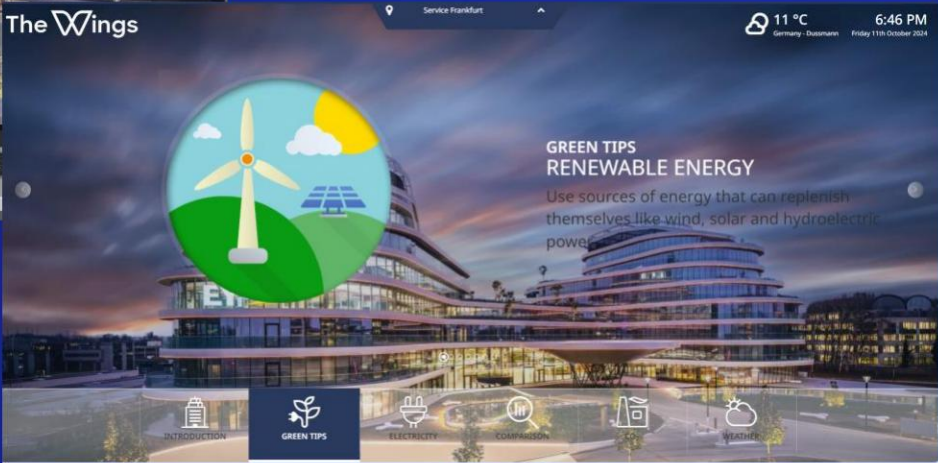 The Wings
Service Frankfurt
11 °C
Germany - Dussmann
6:46 PM
Friday 11th October 2024
GREEN TIPS
RENEWABLE ENERGY
Use sources of energy that can replenish
themselves like wind, solar and hydroelectric
power
INTRODUCTION
GREEN TIPS
ELECTRICITY
COMPARISON
WEATHER